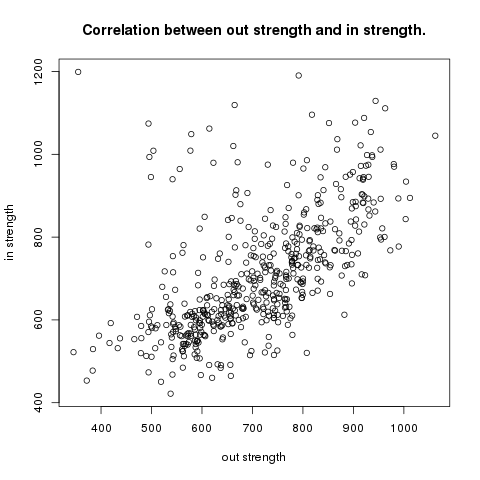 Correlation between out strength and in strength.
in strength
1200
1000
800
600
400
400 500 600 700 800 900 1000
out strength